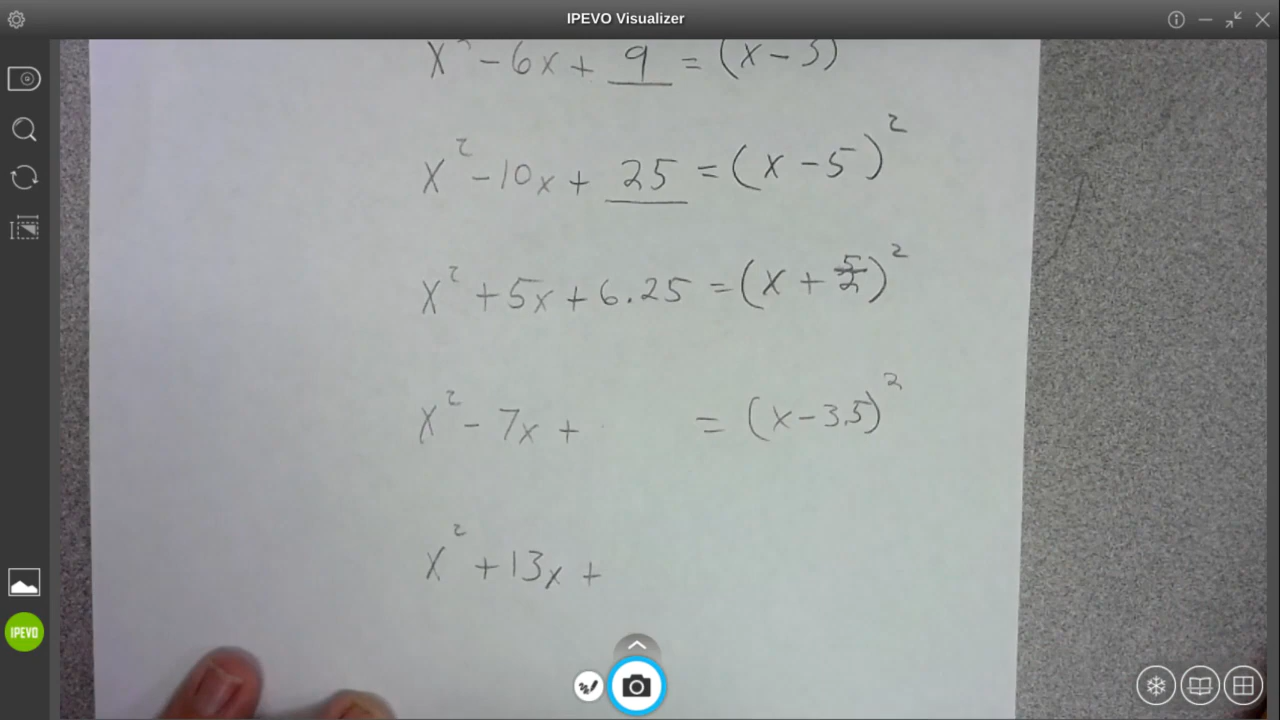 IPEVO Visualizer
x² - 6x + 9 = (x - 3)
x² - 10x + 25 = (x - 5)²
x² + 5x + 6.25 = (x + 5/2)²
x² - 7x + = (x - 3.5)²
x² + 13x +
IPEVO